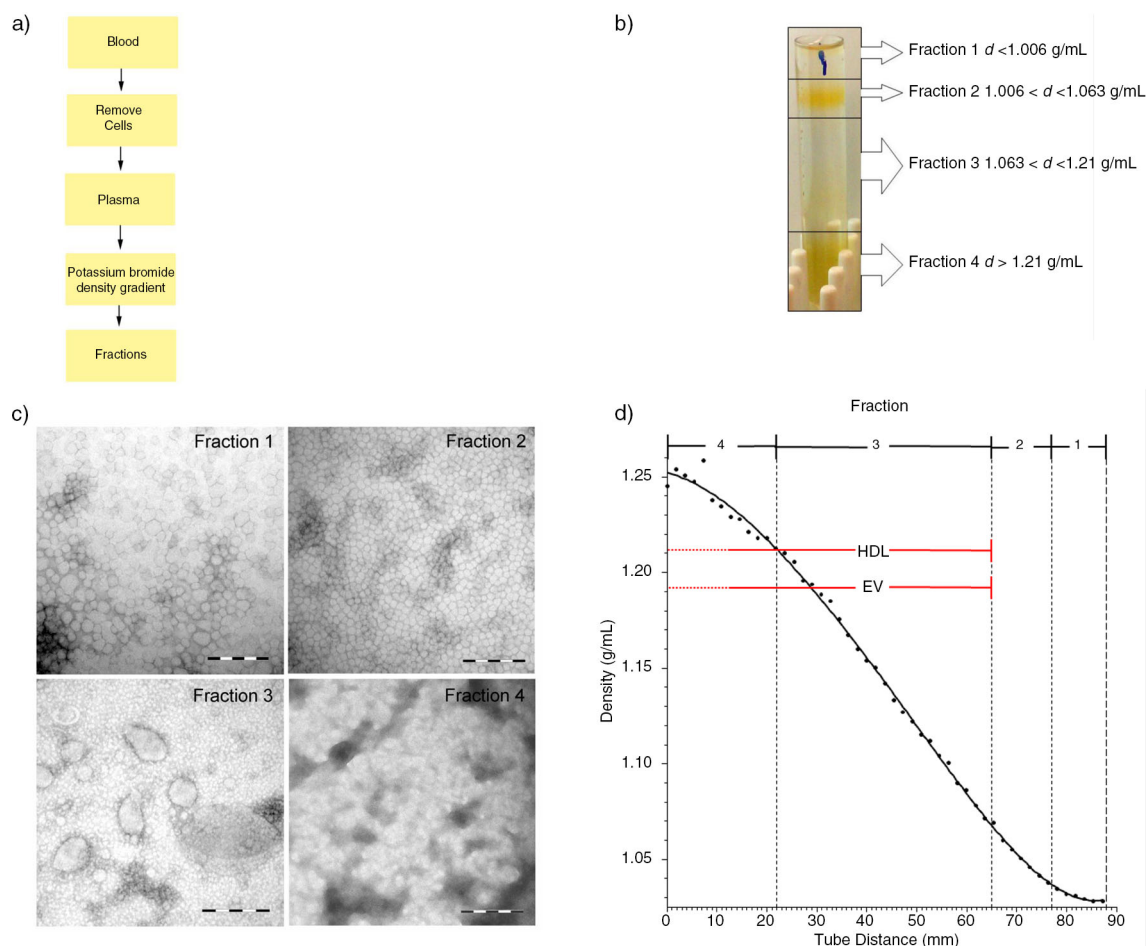 a)
Blood
Remove
Cells
Plasma
Potassium bromide
density gradient
Fractions
b)
Fraction 1 d <1.006 g/mL
Fraction 2 1.006 < d <1.063 g/mL
Fraction 3 1.063 < d <1.21 g/mL
Fraction 4 d > 1.21 g/mL
c)
Fraction 1
Fraction 2
Fraction 3
Fraction 4
d)
Fraction
4 3 2 1
1.25
1.20
1.15
1.10
1.05
HDL
EV
Density (g/mL)
0 10 20 30 40 50 60 70 80 90
Tube Distance (mm)